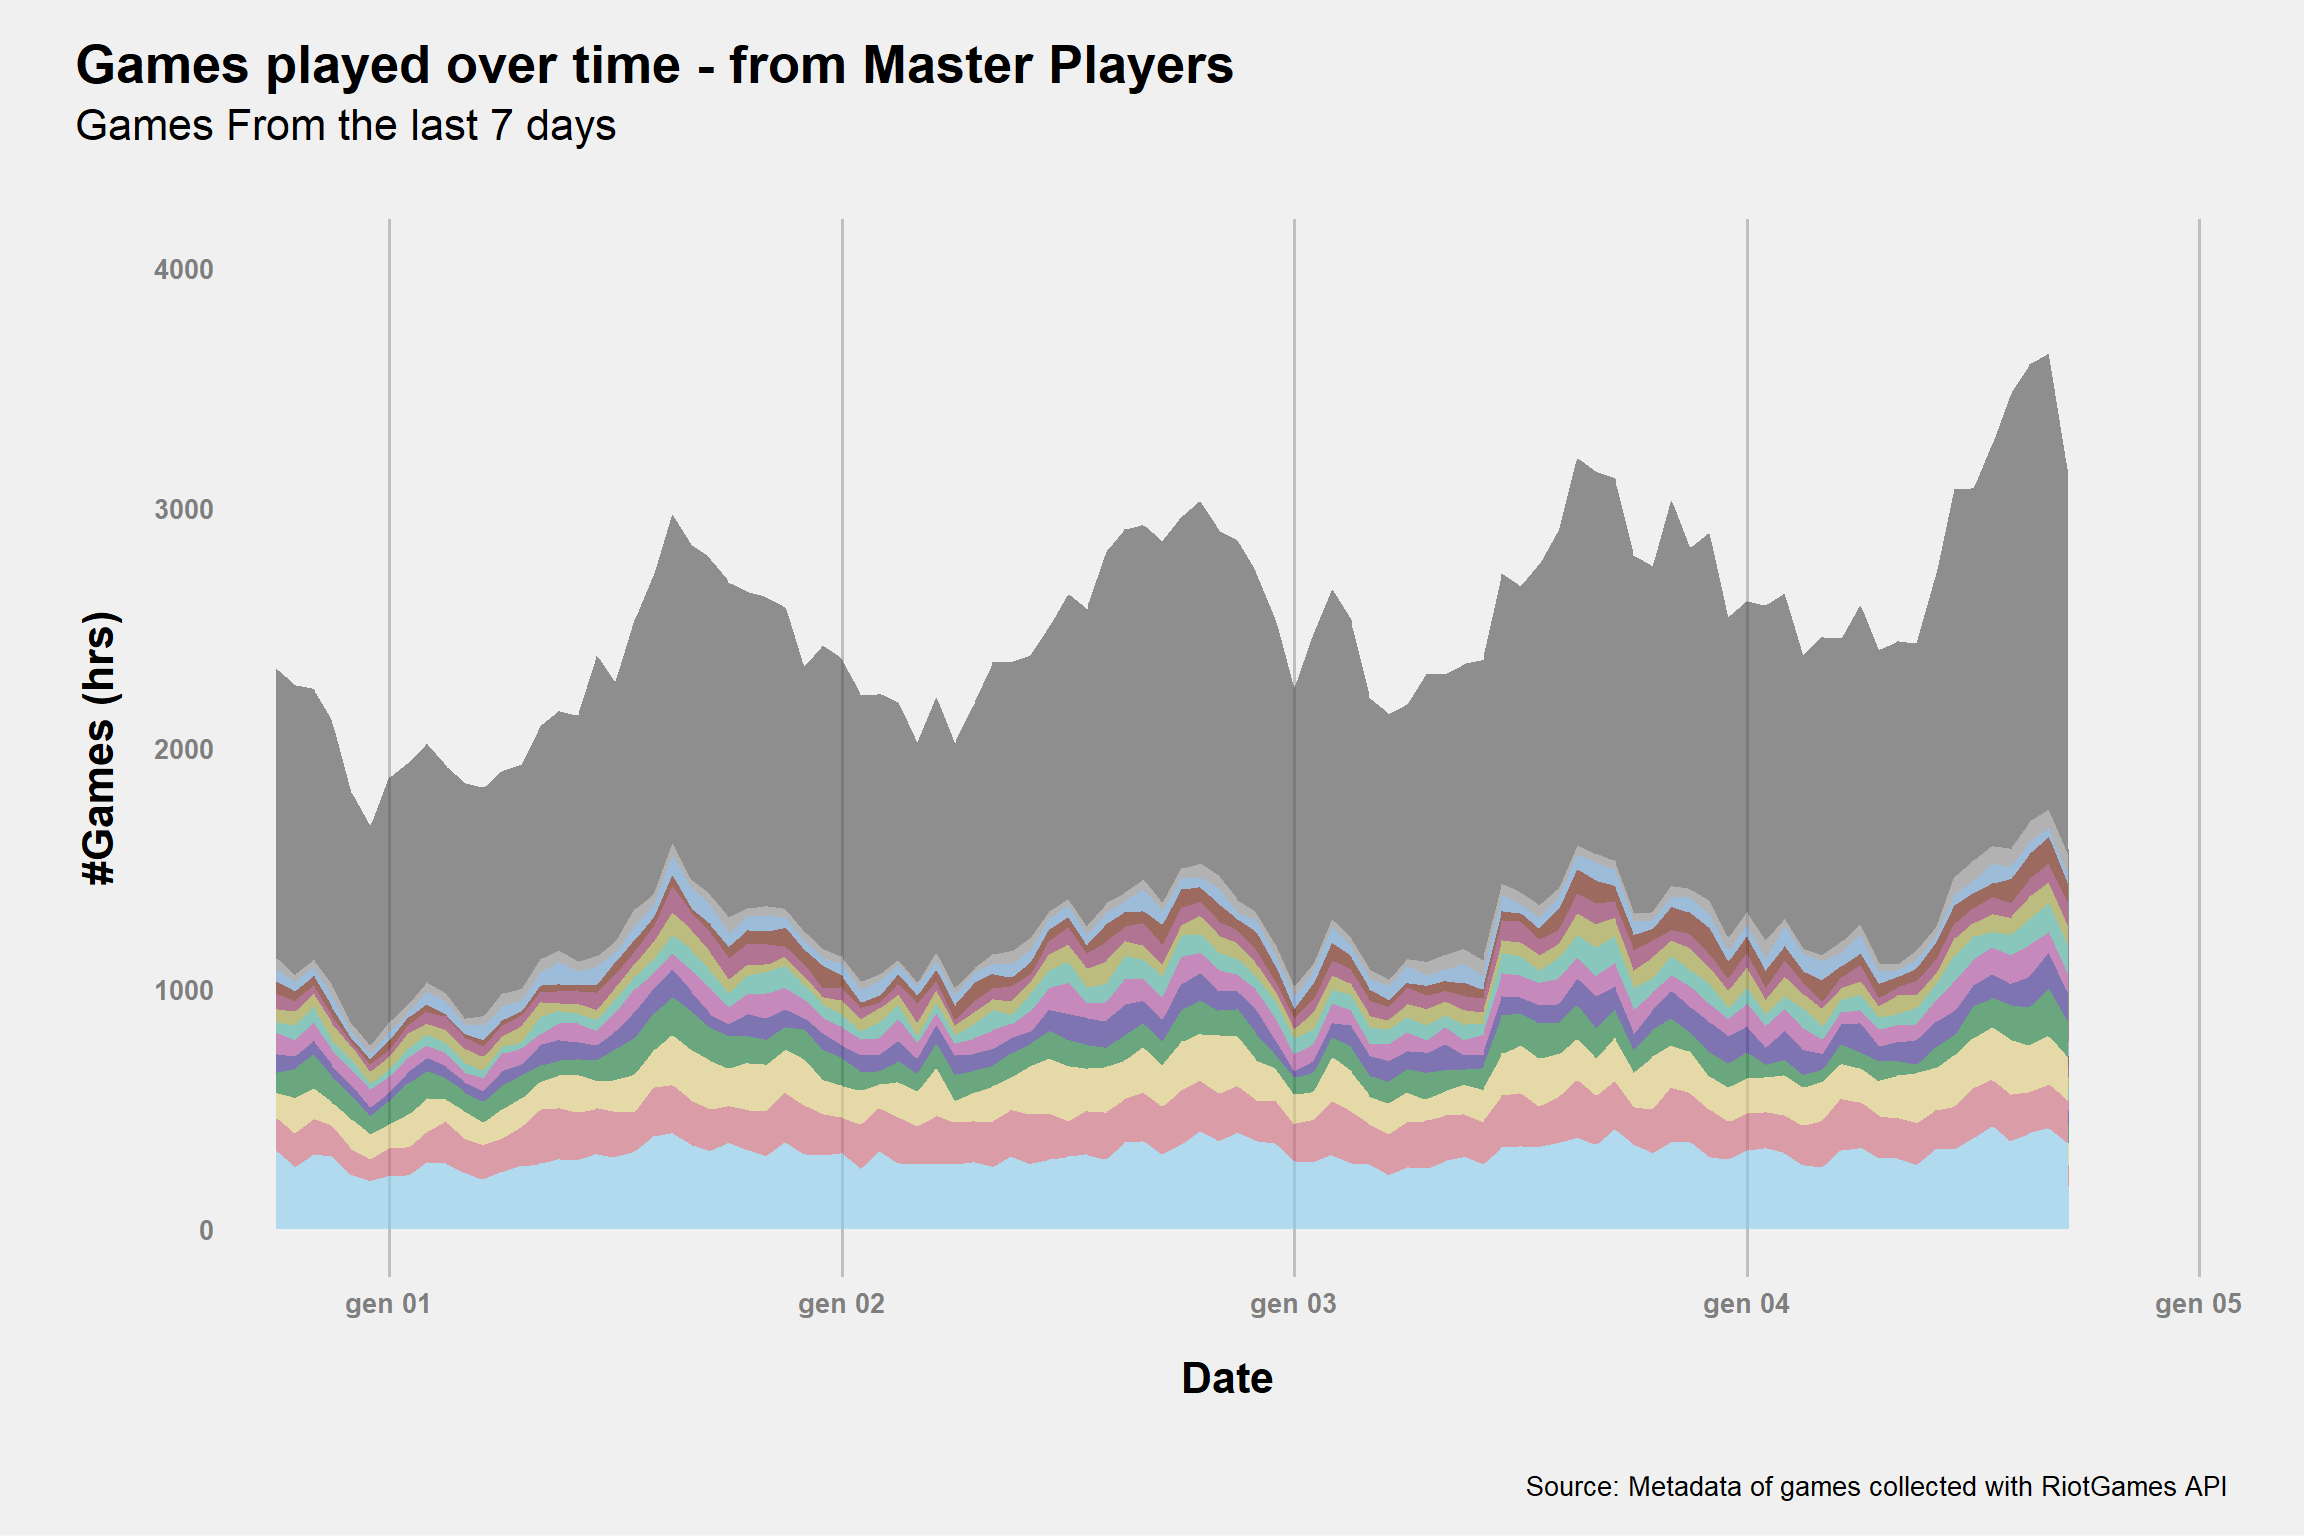 Games played over time - from Master Players
Games From the last 7 days
4000
3000
2000
1000
0
#Games (hrs)
gen 01
gen 02
gen 03
gen 04
gen 05
Date
Source: Metadata of games collected with RiotGames API